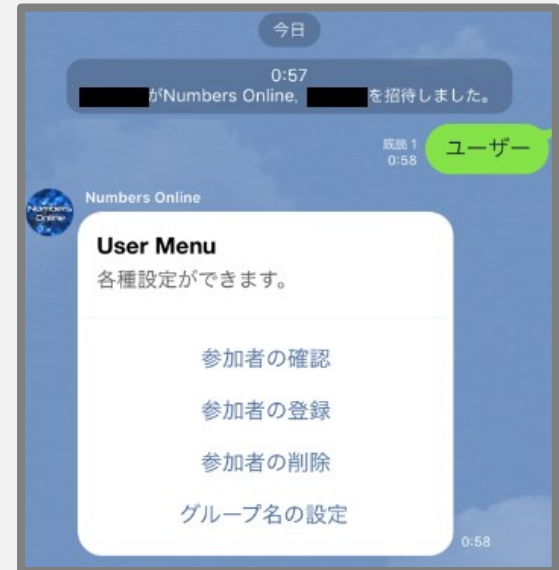 今日
0:57
がNumbers Online, を招待しました。
既読 1
0:58
ユーザー
Numbers Online
Numbers
Online
User Menu
各種設定ができます。
参加者の確認
参加者の登録
参加者の削除
グループ名の設定
0:58